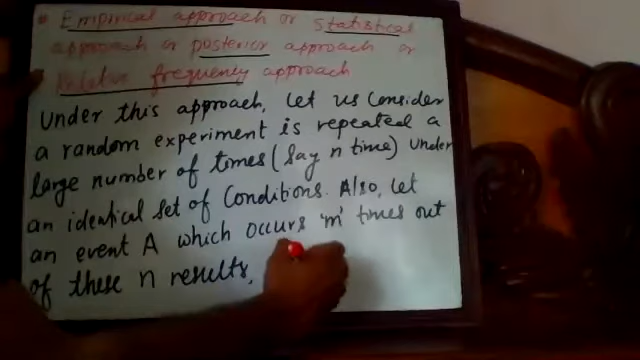 * Empirical approach or Statistical
approach or posterior approach or
Relative frequency approach
Under this approach, Let us Consider
a random experiment is repeated a
large number of times (Say n time) Under
an identical Set of Conditions. Also, Let
an event A which occurs 'm' times out
of these n results,